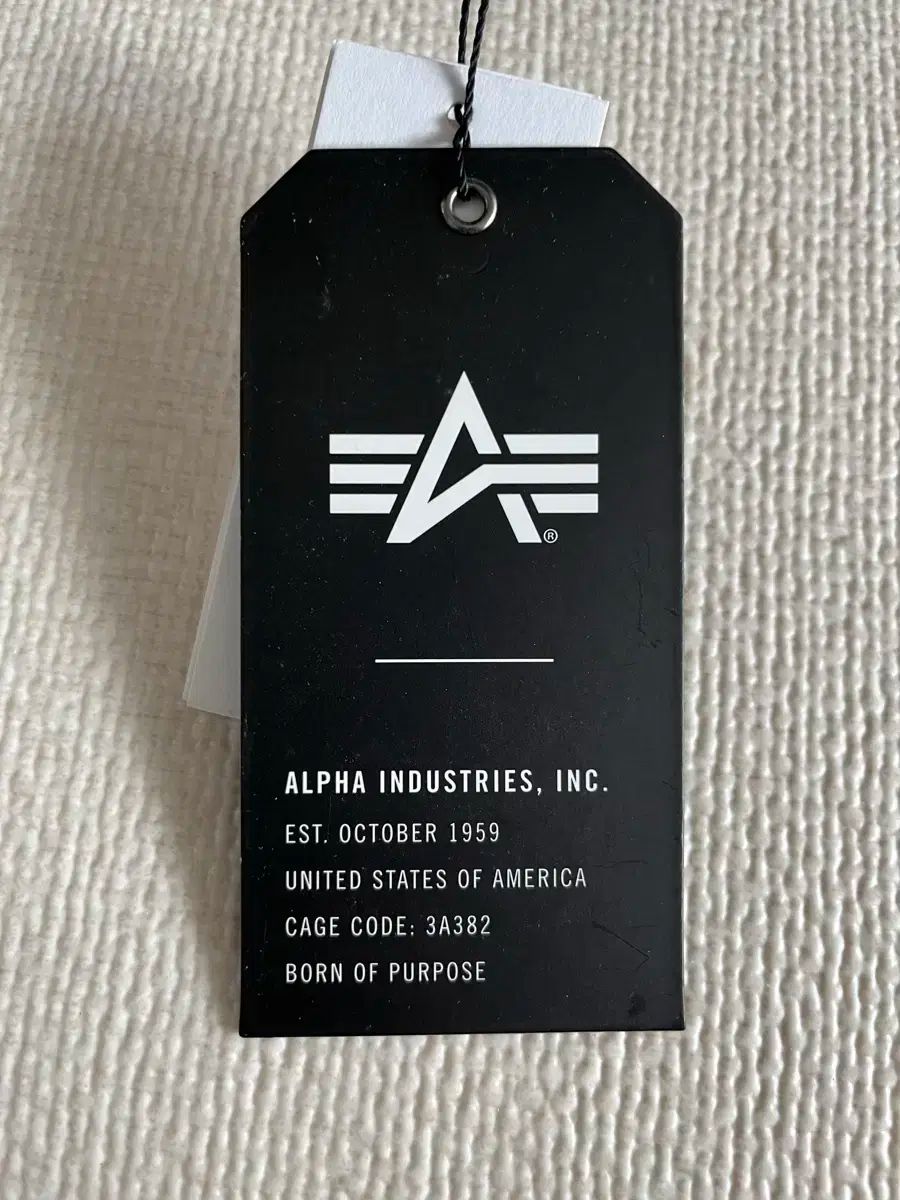 ®
ALPHA INDUSTRIES, INC.
EST. OCTOBER 1959
UNITED STATES OF AMERICA
CAGE CODE: 3A382
BORN OF PURPOSE